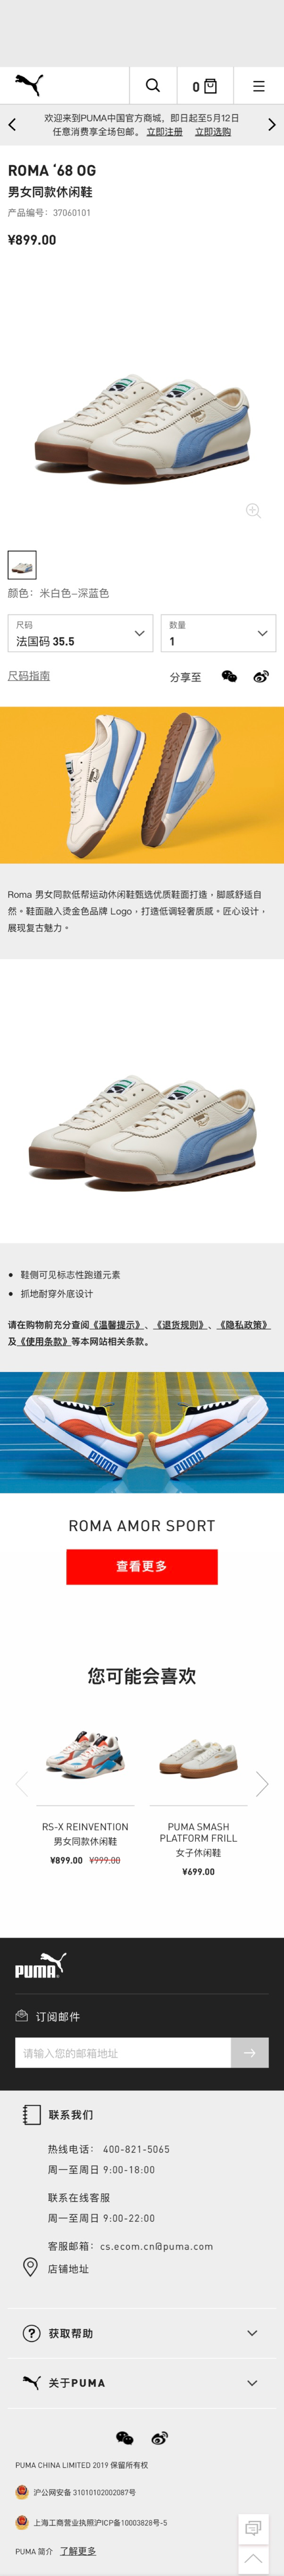 0
欢迎来到PUMA中国官方商城，即日起至5月12日
任意消费享全场包邮。 立即注册 立即选购
ROMA ‘68 OG
男女同款休闲鞋
产品编号：37060101
¥899.00
颜色：米白色–深蓝色
尺码
法国码 35.5
数量
1
尺码指南
分享至
Roma 男女同款低帮运动休闲鞋甄选优质鞋面打造，脚感舒适自
然。鞋面融入烫金色品牌 Logo，打造低调轻奢质感。匠心设计，
展现复古魅力。
鞋侧可见标志性跑道元素
抓地耐穿外底设计
请在购物前充分查阅《温馨提示》、《退货规则》、《隐私政策》
及《使用条款》等本网站相关条款。
PUMA
PUMA
ROMA AMOR SPORT
查看更多
您可能会喜欢
RS-X REINVENTION
男女同款休闲鞋
¥899.00 ¥999.00
PUMA SMASH
PLATFORM FRILL
女子休闲鞋
¥699.00
PUMA
订阅邮件
请输入您的邮箱地址
联系我们
热线电话： 400-821-5065
周一至周日 9:00-18:00
联系在线客服
周一至周日 9:00-22:00
客服邮箱：cs.ecom.cn@puma.com
店铺地址
获取帮助
关于PUMA
PUMA CHINA LIMITED 2019 保留所有权
沪公网安备 31010102002087号
上海工商营业执照沪ICP备10003828号-5
PUMA 简介 了解更多